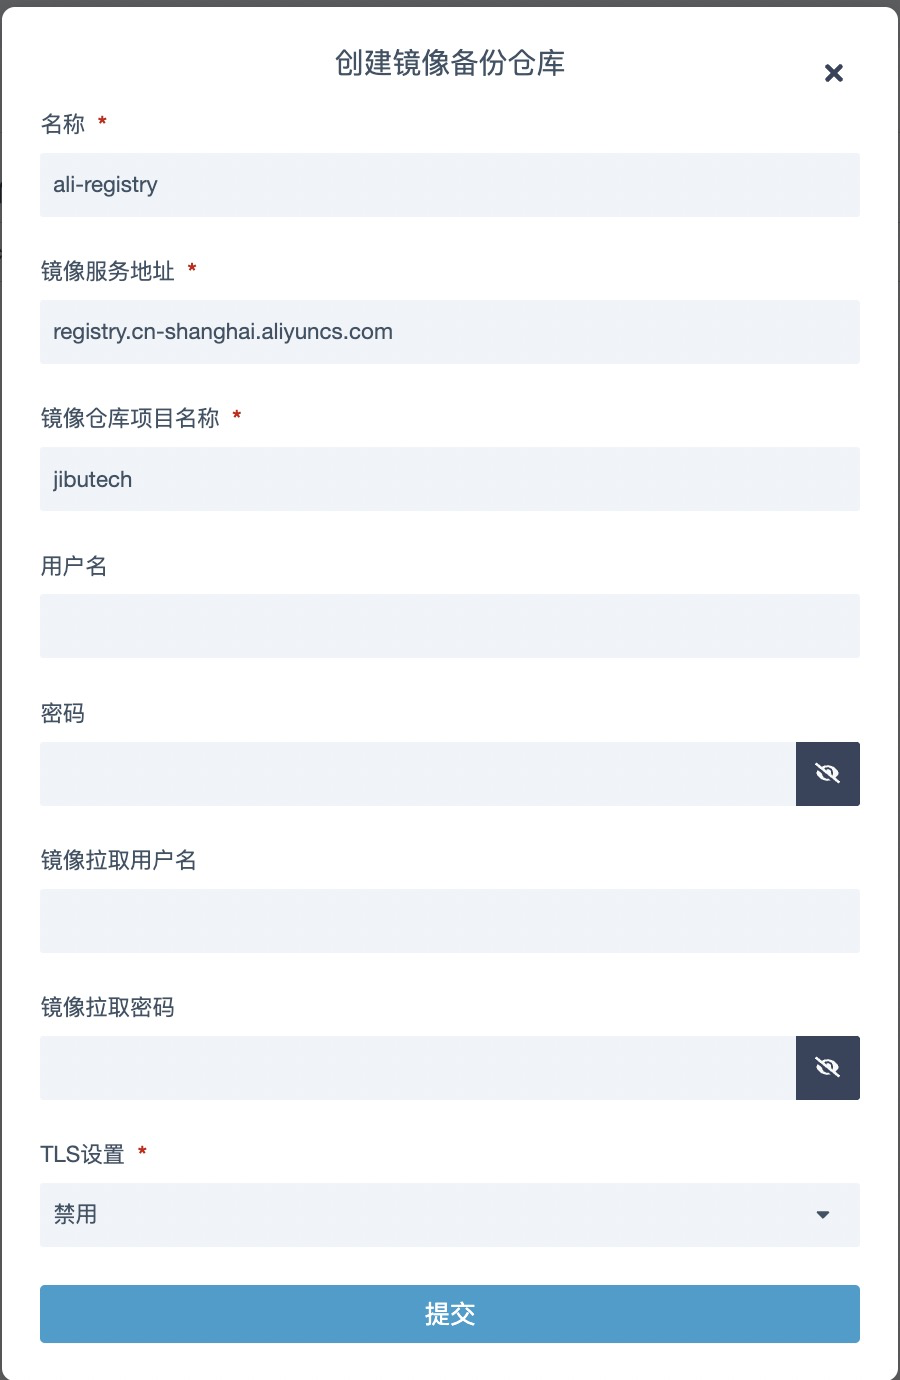 创建镜像备份仓库
名称 *
ali-registry
镜像服务地址 *
registry.cn-shanghai.aliyuncs.com
镜像仓库项目名称 *
jibutech
用户名
密码
镜像拉取用户名
镜像拉取密码
TLS设置 *
禁用
提交